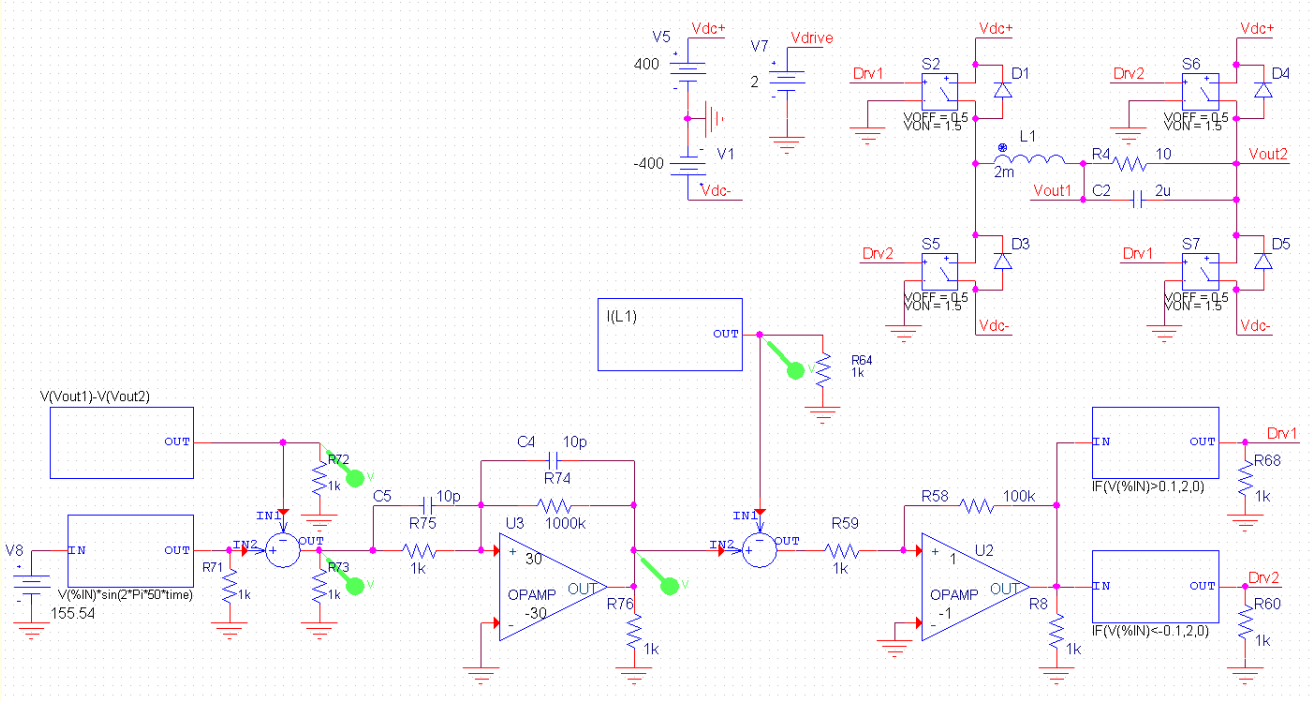 V5
Vdc+
400
V7
Vdrive
2
-400
V1
Vdc-
Vdc+
S2
D1
Drv1
VOFF = 0.5
VON = 1.5
Vdc+
S6
D4
Drv2
VOFF = 0.5
VON = 1.5
L1
2m
R4
10
Vout2
Vout1
C2
2u
Drv2
S5
D3
VOFF = 0.5
VON = 1.5
Vdc-
Drv1
S7
D5
VOFF = 0.5
VON = 1.5
Vdc-
I(L1)
OUT
V
R64
1k
V(Vout1)-V(Vout2)
OUT
R72
V
1k
IN1
V8
IN
OUT
IN2
OUT
R71
1k
R73
1k
V
V(%IN)*sin(2*Pi*50*time)
155.54
C5
10p
R75
1k
C4
10p
R74
1000k
U3
+
30
OPAMP
OUT
-30
-
R76
1k
V
IN1
IN2
OUT
R59
1k
R58
100k
U2
+
1
OPAMP
OUT
-1
-
R8
1k
IN
OUT
Drv1
IF(V(%IN)>0.1,2,0)
R68
1k
IN
OUT
Drv2
IF(V(%IN)<-0.1,2,0)
R60
1k